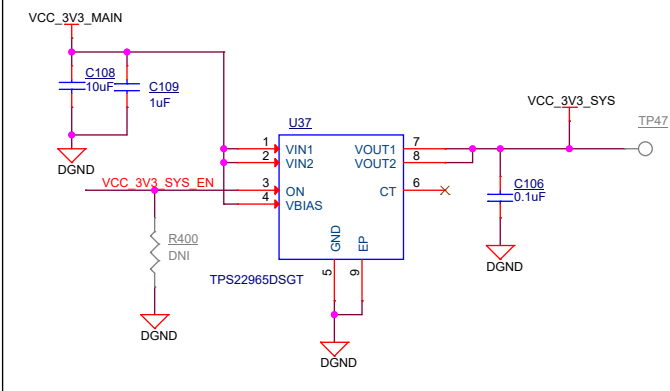 VCC_3V3_MAIN
C108
10uF
C109
1uF
DGND
U37
1
VIN1
2
VIN2
3
ON
4
VBIAS
VOUT1
7
VOUT2
8
CT
6
GND
EP
5
9
TPS22965DSGT
DGND
VCC_3V3_SYS_EN
R400
DNI
DGND
VCC_3V3_SYS
TP47
C106
0.1uF
DGND